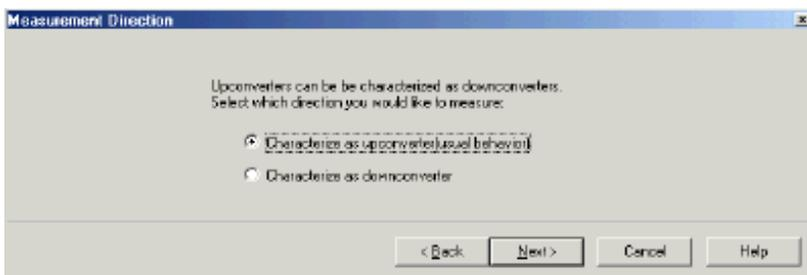 Measurement Direction
Upconverters can be be characterized as downconverters.
Select which direction you would like to measure:
Characterize as upconverter(usual behavior)
Characterize as downconverter
< Back
Next >
Cancel
Help